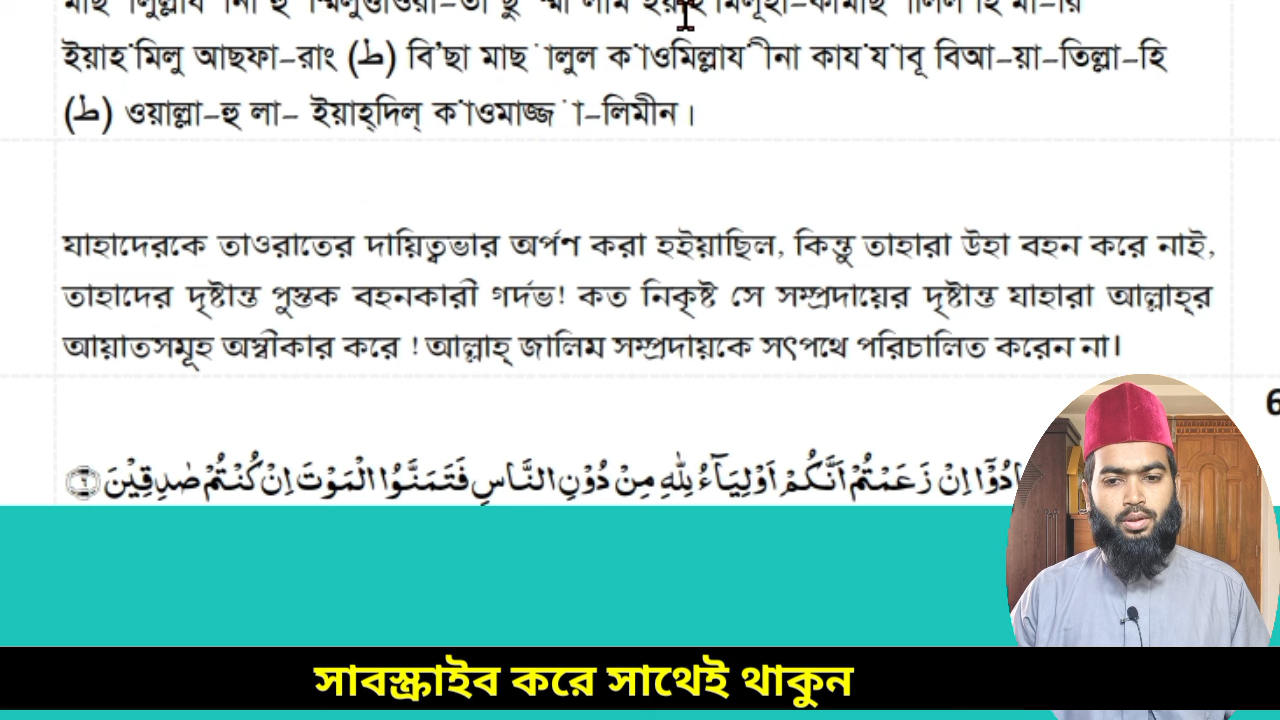 ইয়াহ'মিলু আছফা–রাং (ط) বি'ছা মাছ'ালুল ক'াওমিল্লায'ীনা কায'য'াবূ বিআ–য়া–তিল্লা–হি
(ط) ওয়াল্লা–হু লা– ইয়াহ্‌দিল্ ক'াওমাজ্জ'া–লিমীন।
যাহাদেরকে তাওরাতের দায়িত্বভার অর্পণ করা হইয়াছিল, কিন্তু তাহারা উহা বহন করে নাই,
তাহাদের দৃষ্টান্ত পুস্তক বহনকারী গর্দভ! কত নিকৃষ্ট সে সম্প্রদায়ের দৃষ্টান্ত যাহারা আল্লাহ্‌র
আয়াতসমূহ অস্বীকার করে ! আল্লাহ্ জালিম সম্প্রদায়কে সৎপথে পরিচালিত করেন না।
اِنْ زَعَمْتُمْ اَنَّكُمْ اَوْلِيَآءُ لِلّٰهِ مِنْ دُوْنِ النَّاسِ فَتَمَنَّوُا الْمَوْتَ اِنْ كُنْتُمْ صٰدِقِيْنَ ۝٦
সাবস্ক্রাইব করে সাথেই থাকুন